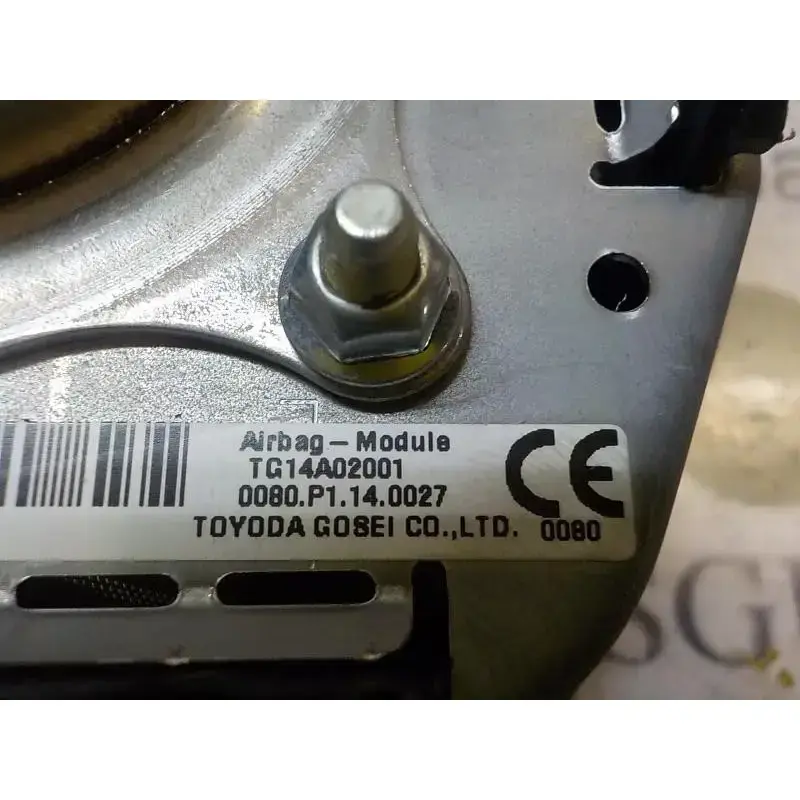 Airbag-Module
TG14A02001
0080.P1.14.0027
TOYODA GOSEI CO.,LTD.
CE
0080